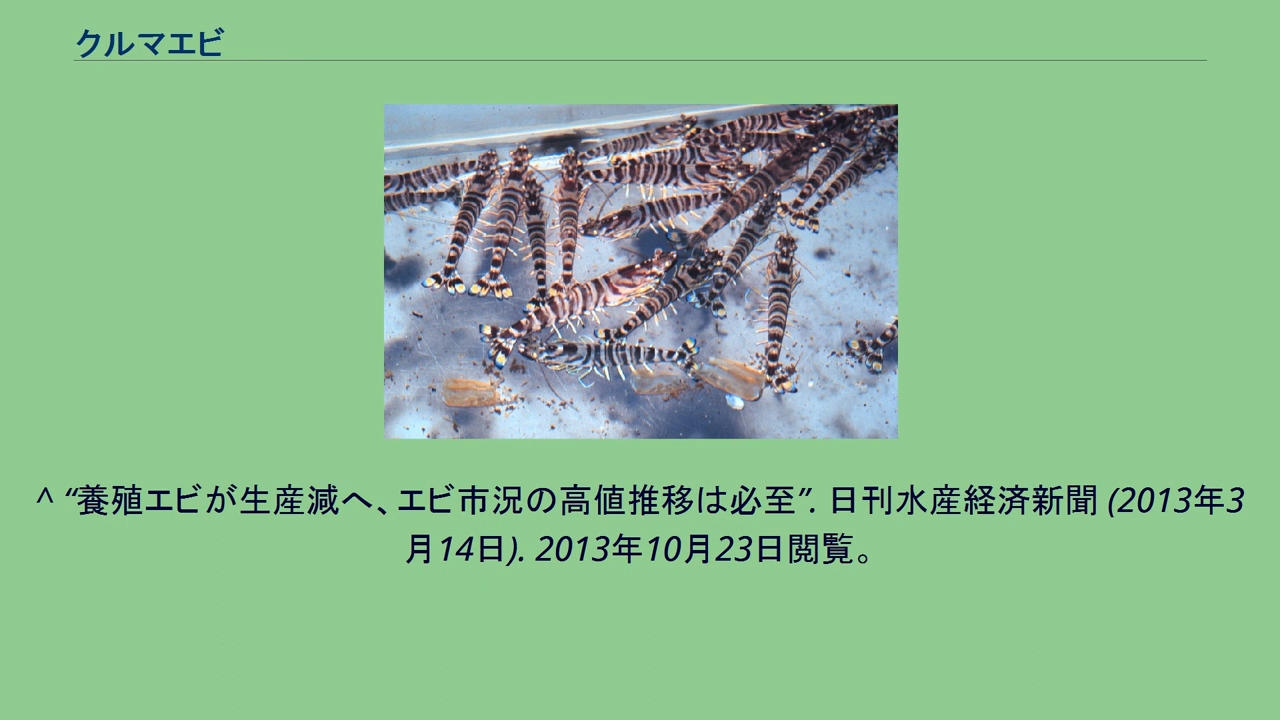 クルマエビ
^ “養殖エビが生産減へ、エビ市況の高値推移は必至”. 日刊水産経済新聞 (2013年3
月14日). 2013年10月23日閲覧。